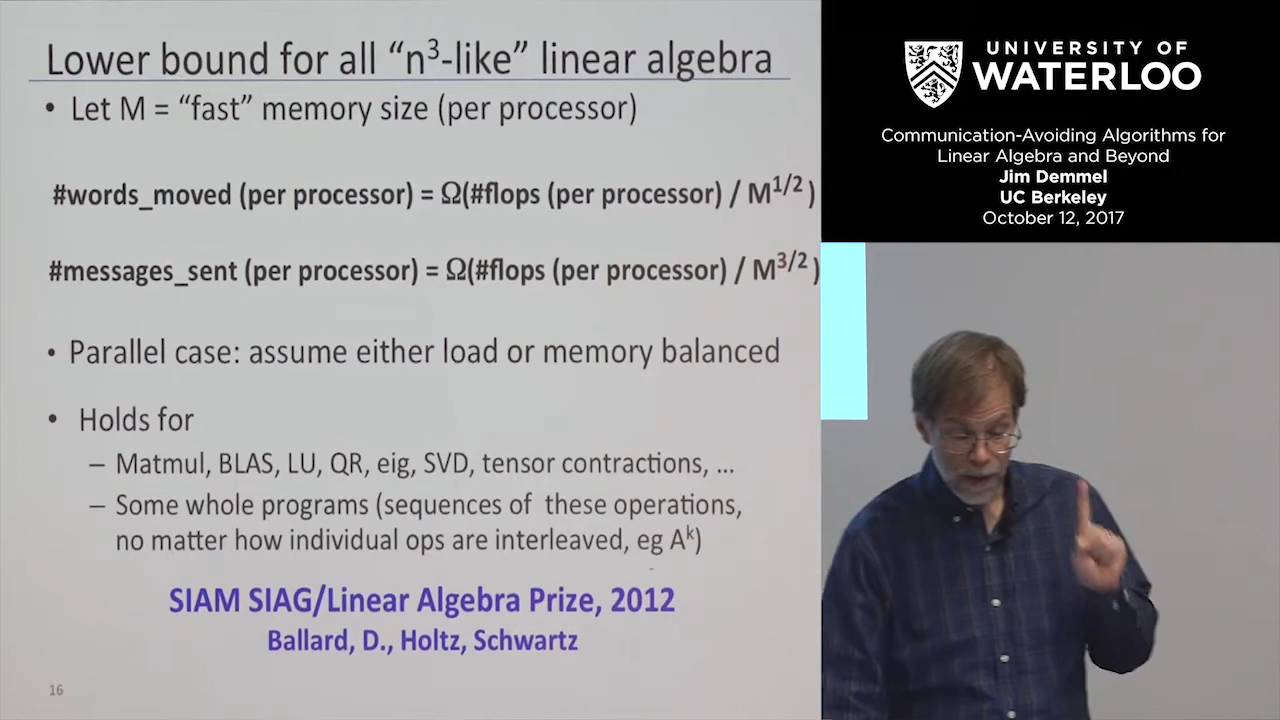 Lower bound for all “n³-like” linear algebra
• Let M = “fast” memory size (per processor)
#words_moved (per processor) = Ω(#flops (per processor) / M^1/2 )
#messages_sent (per processor) = Ω(#flops (per processor) / M^3/2 )
• Parallel case: assume either load or memory balanced
• Holds for
– Matmul, BLAS, LU, QR, eig, SVD, tensor contractions, …
– Some whole programs (sequences of these operations,
no matter how individual ops are interleaved, eg A^k)
SIAM SIAG/Linear Algebra Prize, 2012
Ballard, D., Holtz, Schwartz
16
UNIVERSITY OF
WATERLOO
Communication-Avoiding Algorithms for
Linear Algebra and Beyond
Jim Demmel
UC Berkeley
October 12, 2017